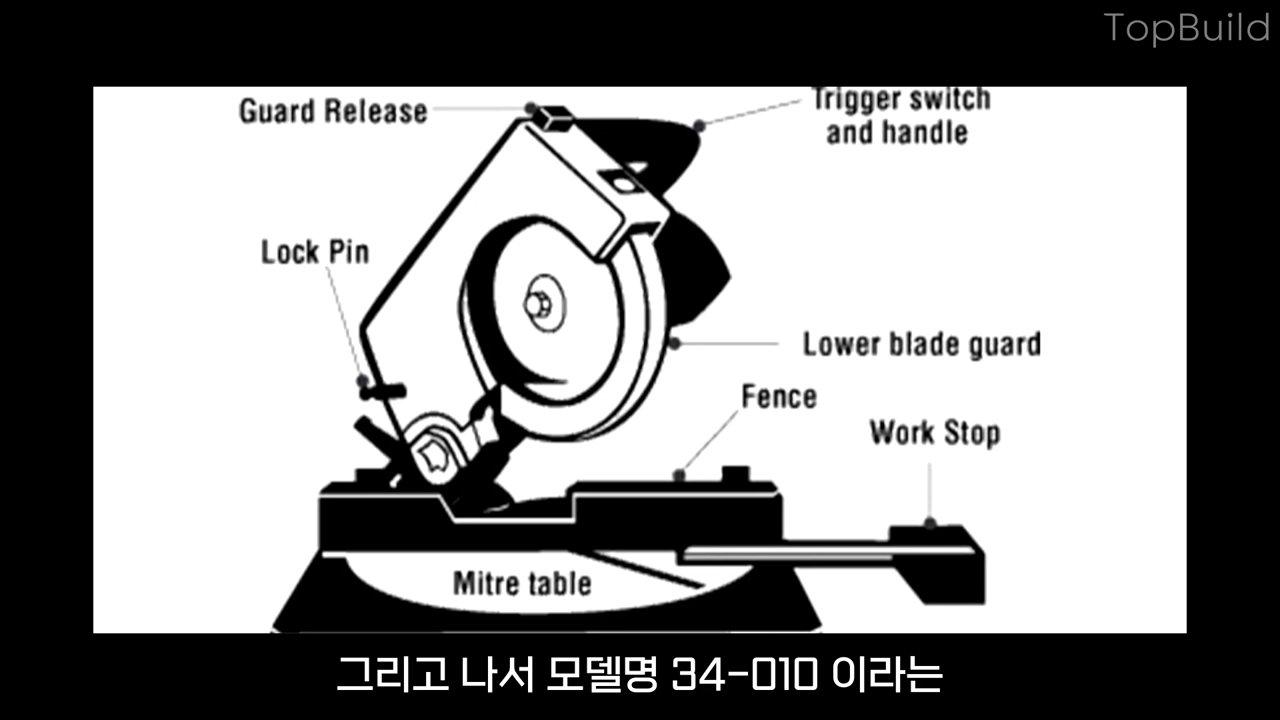 TopBuild
Guard Release
Trigger switch
and handle
Lock Pin
Lower blade guard
Fence
Work Stop
Mitre table
그리고 나서 모델명 34-010 이라는